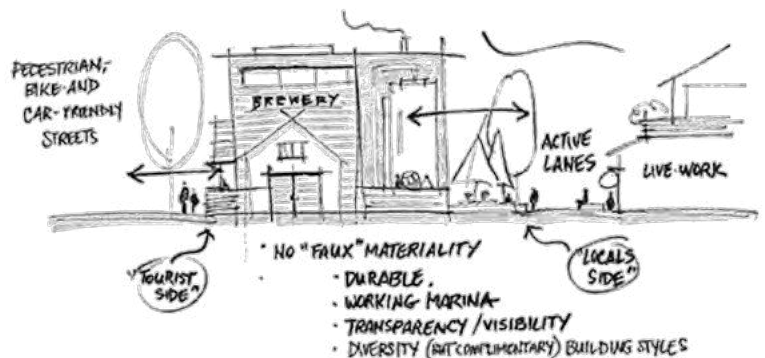 PEDESTRIAN,
BIKE-AND
CAR-FRIENDLY
STREETS
BREWERY
ACTIVE
LANES
LIVE-WORK
"TOURIST
SIDE"
"LOCALS
SIDE"
• NO "FAUX" MATERIALITY
• DURABLE.
• WORKING MARINA
• TRANSPARENCY/VISIBILITY
• DIVERSITY (BUT COMPLIMENTARY) BUILDING STYLES